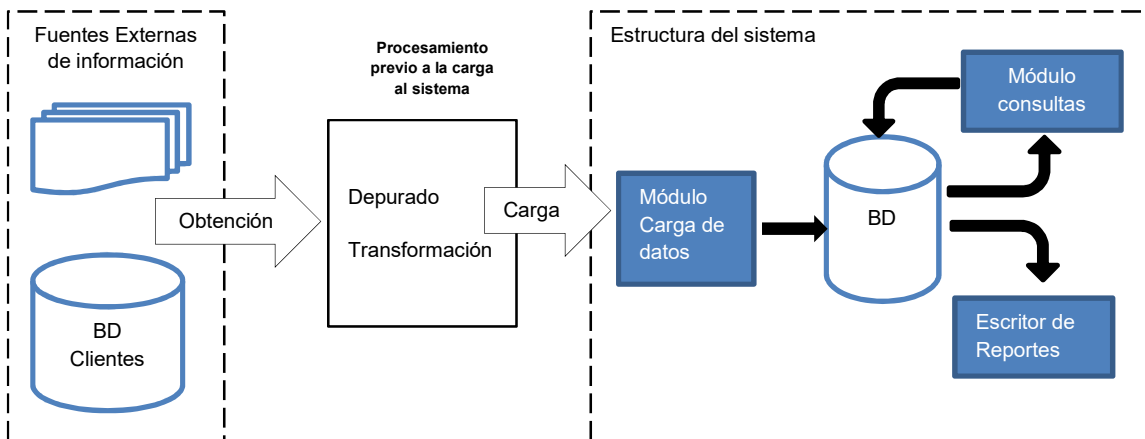 Fuentes Externas
de información
BD
Clientes
Obtención
Procesamiento
previo a la carga
al sistema
Depurado
Transformación
Carga
Estructura del sistema
Módulo
Carga de
datos
BD
Módulo
consultas
Escritor de
Reportes